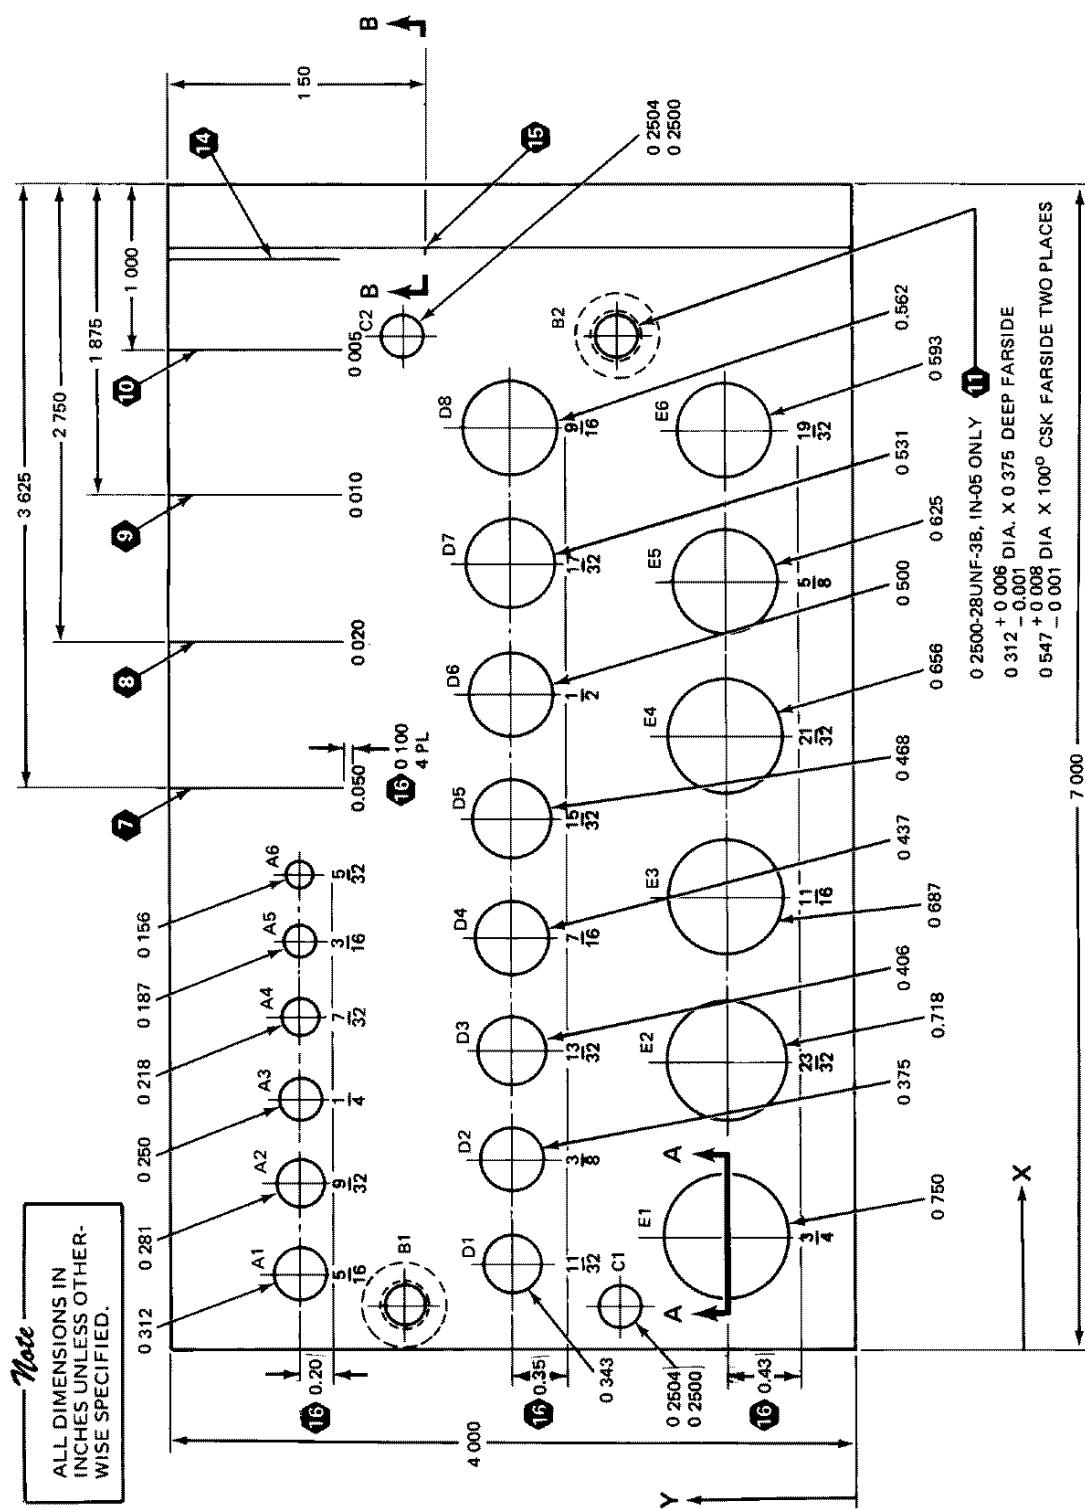 Note
ALL DIMENSIONS IN
INCHES UNLESS OTHER-
WISE SPECIFIED.
3 625
2 750
1 875
1 000
7
8
9
10
0 312
0 281
0 250
0 218
0 187
0 156
14
1 50
B
B
A1
A2
A3
A4
A5
A6
5/16
9/32
1/4
7/32
3/16
5/32
16
0.20
0.050
0 020
0 010
0 005
16
0 100
4 PL
B1
C2
15
0 2504
0 2500
4 000
D1
D2
D3
D4
D5
D6
D7
D8
11/32
3/8
13/32
7/16
15/32
1/2
17/32
9/16
16
0.35
0 343
B2
C1
0 2504
0 2500
E1
E2
E3
E4
E5
E6
A
A
3/4
23/32
11/16
21/32
5/8
19/32
16
0.43
0 375
0 406
0 437
0 468
0 500
0 531
0.562
0 750
0.718
0 687
0 656
0 625
0 593
Y
X
0 2500-28UNF-3B, IN-05 ONLY
11
0 312 + 0 006 – 0.001 DIA. X 0 375 DEEP FARSIDE
0 547 + 0 008 – 0 001 DIA X 100° CSK FARSIDE TWO PLACES
7 000